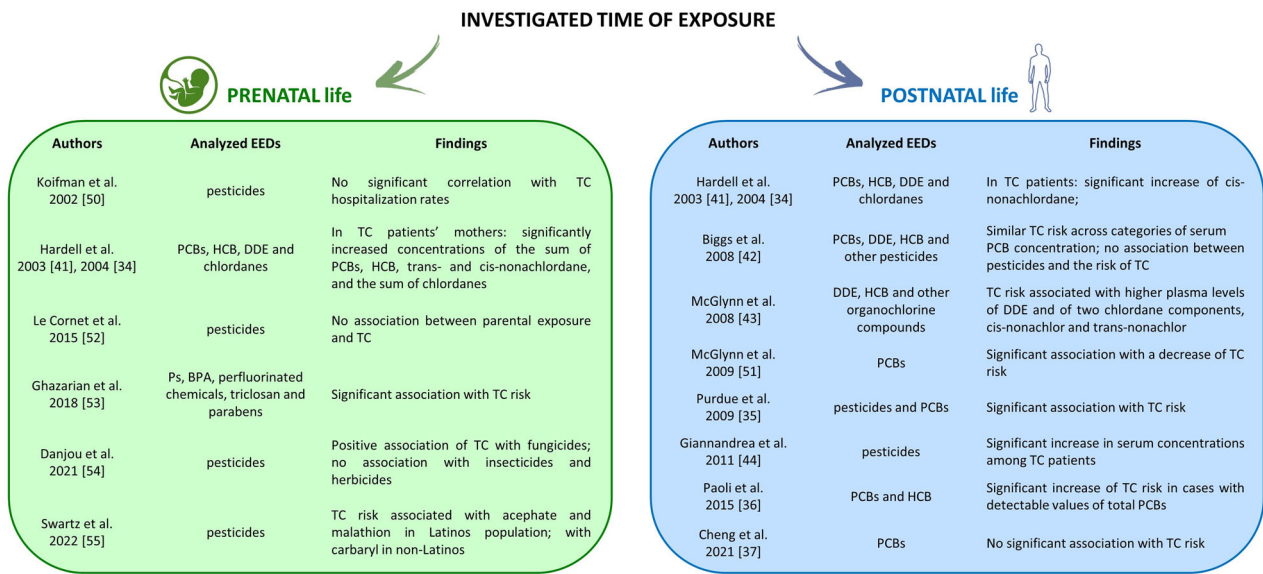 INVESTIGATED TIME OF EXPOSURE
PRENATAL life
Authors Analyzed EEDs Findings
Koifman et al.
2002 [50]
pesticides
No significant correlation with TC
hospitalization rates
Hardell et al.
2003 [41], 2004 [34]
PCBs, HCB, DDE and
chlordanes
In TC patients' mothers: significantly
increased concentrations of the sum of
PCBs, HCB, trans- and cis-nonachlordane,
and the sum of chlordanes
Le Cornet et al.
2015 [52]
pesticides
No association between parental exposure
and TC
Ghazarian et al.
2018 [53]
Ps, BPA, perfluorinated
chemicals, triclosan and
parabens
Significant association with TC risk
Danjou et al.
2021 [54]
pesticides
Positive association of TC with fungicides;
no association with insecticides and
herbicides
Swartz et al.
2022 [55]
pesticides
TC risk associated with acephate and
malathion in Latinos population; with
carbaryl in non-Latinos
POSTNATAL life
Authors Analyzed EEDs Findings
Hardell et al.
2003 [41], 2004 [34]
PCBs, HCB, DDE and
chlordanes
In TC patients: significant increase of cis-
nonachlordane;
Biggs et al.
2008 [42]
PCBs, DDE, HCB and
other pesticides
Similar TC risk across categories of serum
PCB concentration; no association between
pesticides and the risk of TC
McGlynn et al.
2008 [43]
DDE, HCB and other
organochlorine
compounds
TC risk associated with higher plasma levels
of DDE and of two chlordane components,
cis-nonachlor and trans-nonachlor
McGlynn et al.
2009 [51]
PCBs
Significant association with a decrease of TC
risk
Purdue et al.
2009 [35]
pesticides and PCBs
Significant association with TC risk
Giannandrea et al.
2011 [44]
pesticides
Significant increase in serum concentrations
among TC patients
Paoli et al.
2015 [36]
PCBs and HCB
Significant increase of TC risk in cases with
detectable values of total PCBs
Cheng et al.
2021 [37]
PCBs
No significant association with TC risk